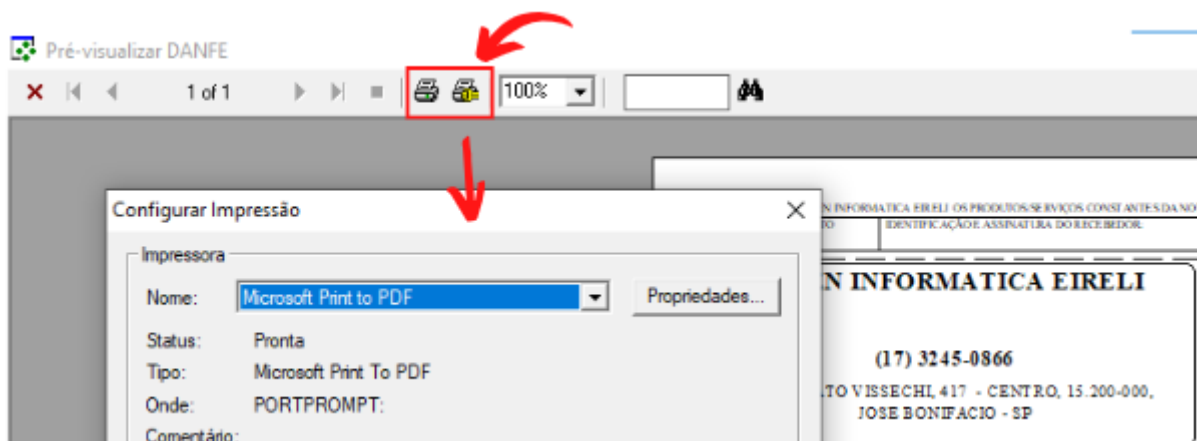 Pré-visualizar DANFE
1 of 1
100%
Configurar Impressão
N INFORMATICA EIRELI OS PRODUTOS/SERVIÇOS CONSTANTES DA NO
TO
IDENTIFICAÇÃO E ASSINATURA DO RECEBEDOR.
Impressora
Nome:
Microsoft Print to PDF
Propriedades...
N INFORMATICA EIRELI
Status:
Pronta
Tipo:
Microsoft Print To PDF
(17) 3245-0866
Onde:
PORTPROMPT:
TO VISSECHI, 417 - CENTRO, 15.200-000,
JOSE BONIFACIO - SP
Comentário: